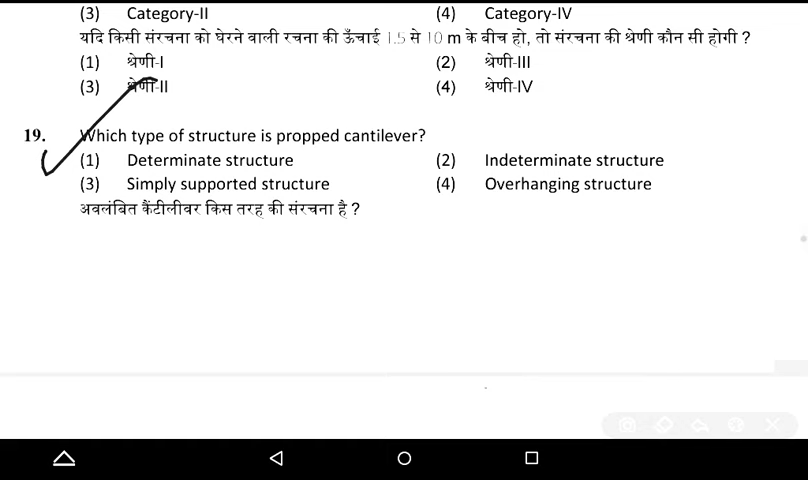 (3) Category-II (4) Category-IV
यदि किसी संरचना को घेरने वाली रचना की ऊँचाई 1.5 से 10 m के बीच हो, तो संरचना की श्रेणी कौन सी होगी ?
(1) श्रेणी-I (2) श्रेणी-III
(3) श्रेणी-II (4) श्रेणी-IV
19. Which type of structure is propped cantilever?
(1) Determinate structure (2) Indeterminate structure
(3) Simply supported structure (4) Overhanging structure
अवलंबित कैंटीलीवर किस तरह की संरचना है ?